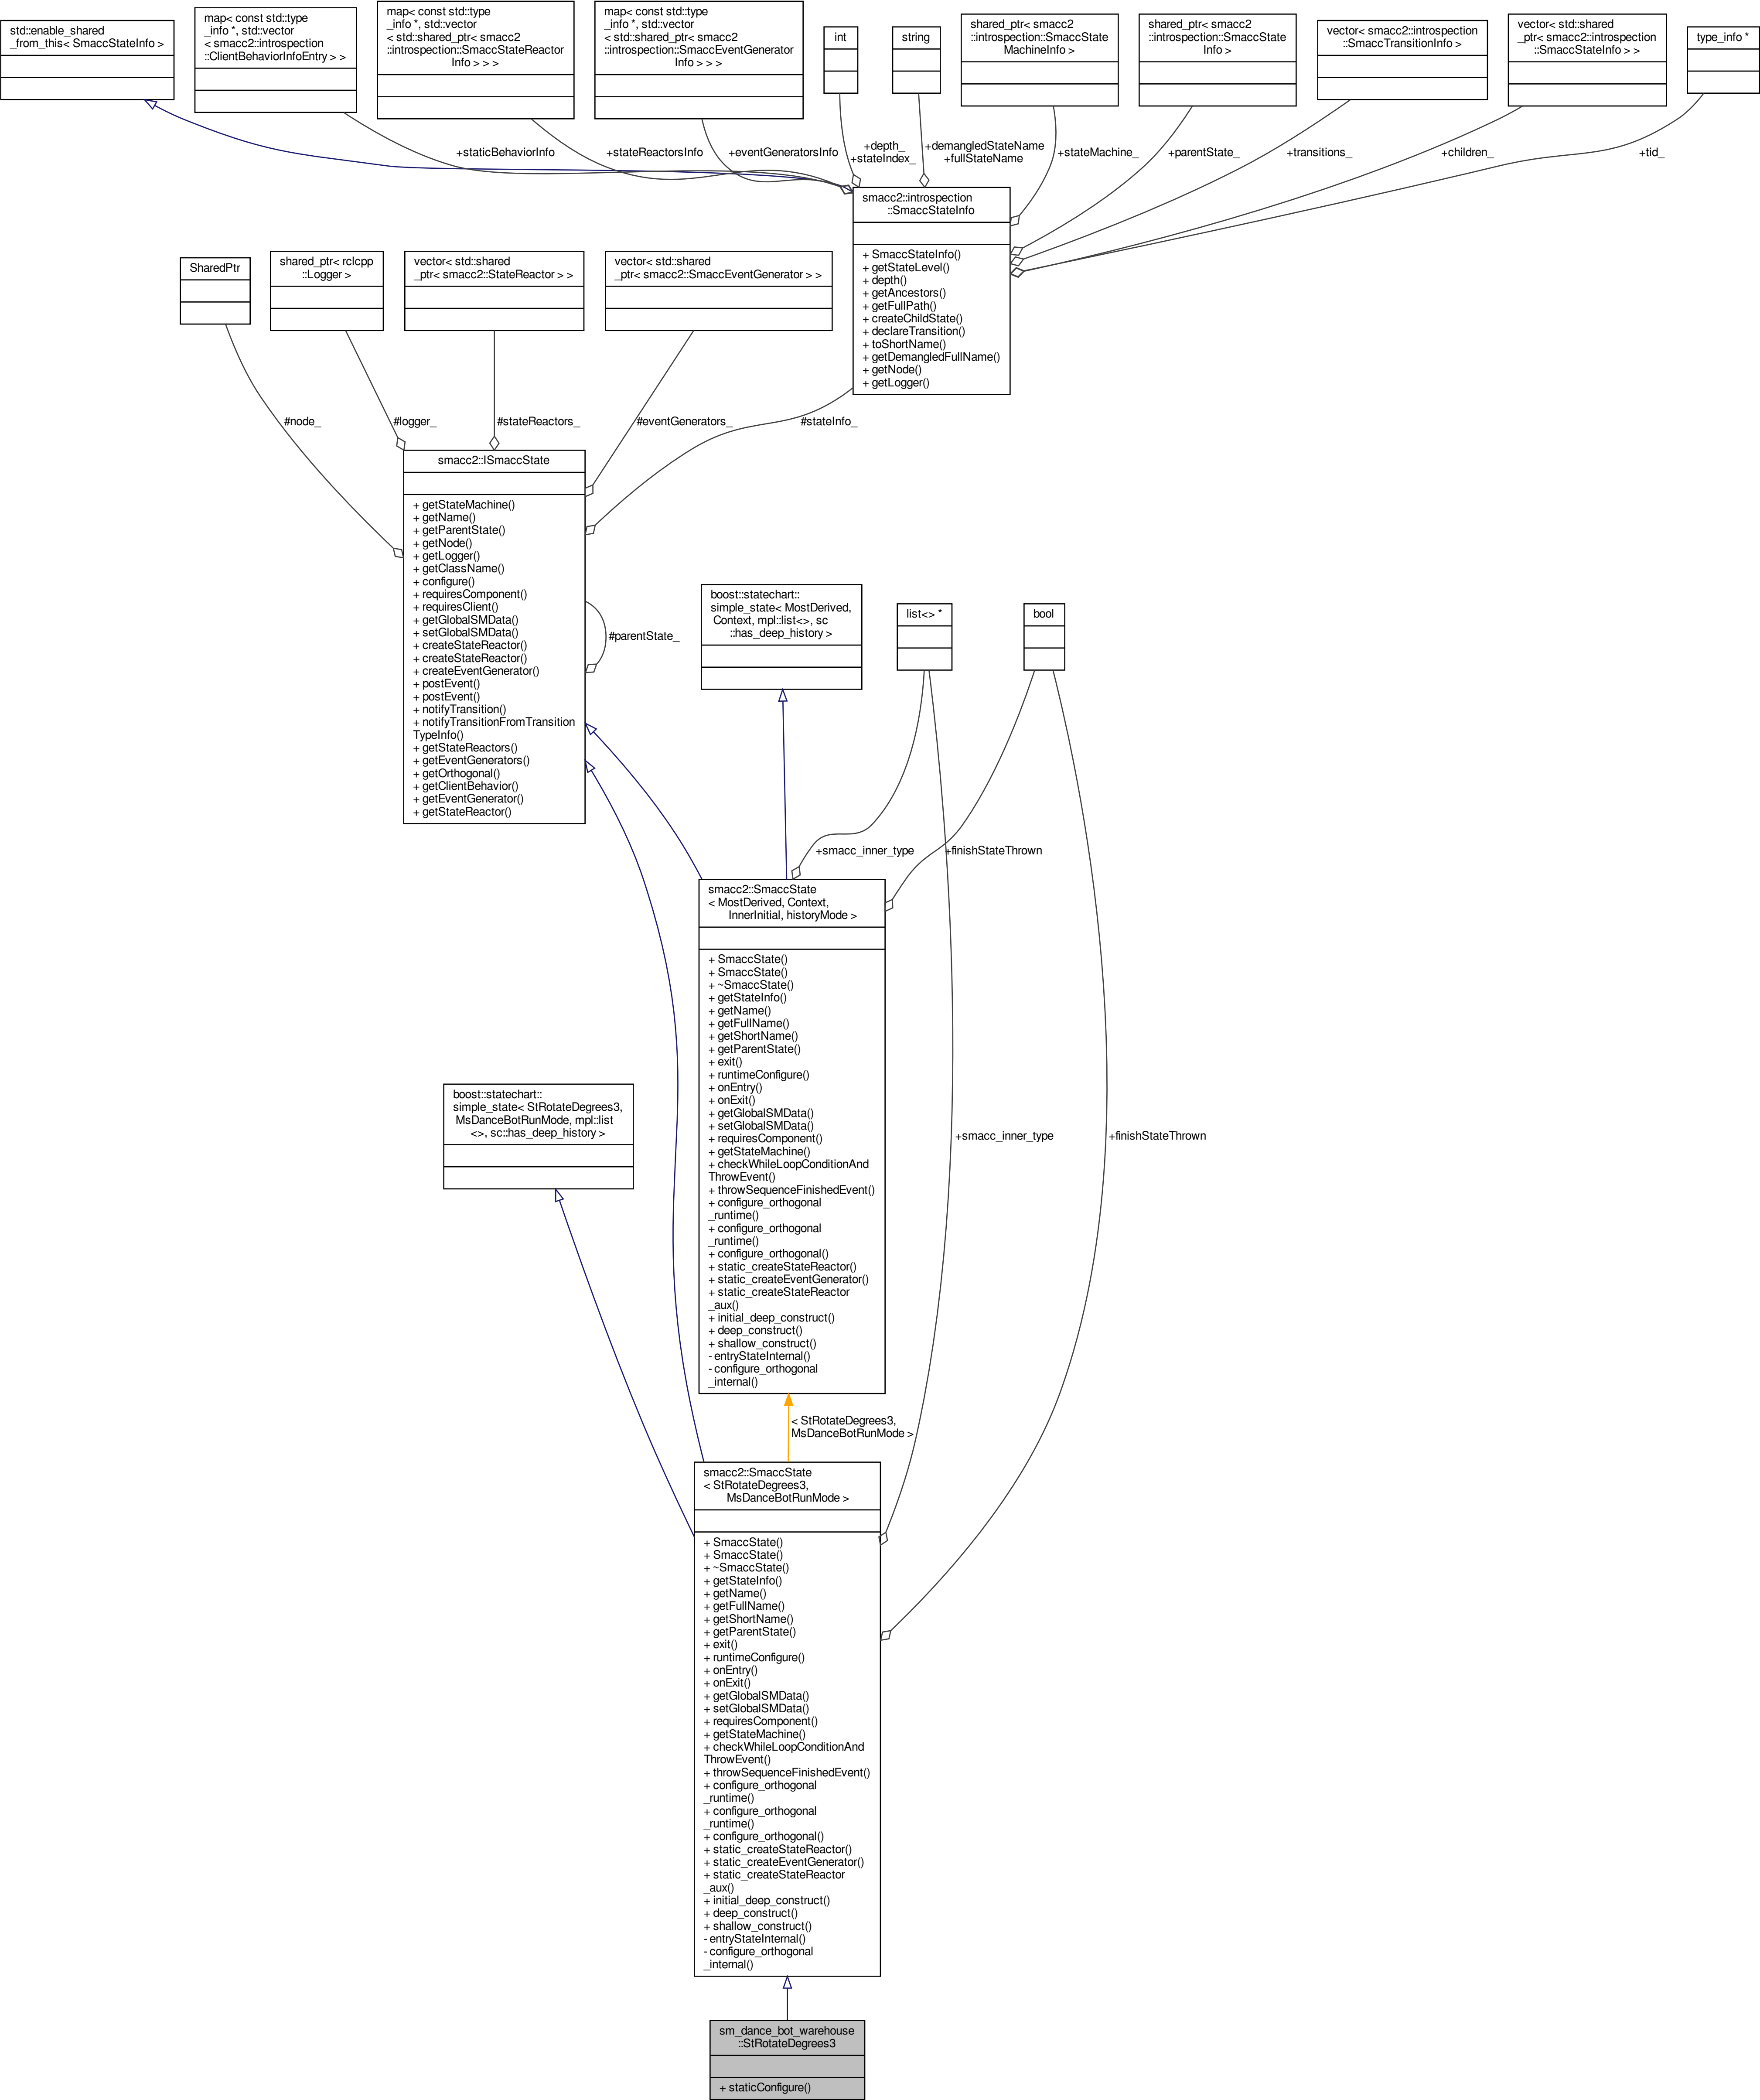 std::enable_shared
_from_this< SmaccStateInfo >
map< const std::type
_info *, std::vector
< smacc2::introspection
::ClientBehaviorInfoEntry > >
map< const std::type
_info *, std::vector
< std::shared_ptr< smacc2
::introspection::SmaccStateReactor
Info > > >
map< const std::type
_info *, std::vector
< std::shared_ptr< smacc2
::introspection::SmaccEventGenerator
Info > > >
int
string
shared_ptr< smacc2
::introspection::SmaccState
MachineInfo >
shared_ptr< smacc2
::introspection::SmaccState
Info >
vector< smacc2::introspection
::SmaccTransitionInfo >
vector< std::shared
_ptr< smacc2::introspection
::SmaccStateInfo > >
type_info *
+staticBehaviorInfo
+stateReactorsInfo
+eventGeneratorsInfo
+depth_
+stateIndex_
+demangledStateName
+fullStateName
+stateMachine_
+parentState_
+transitions_
+children_
+tid_
smacc2::introspection
::SmaccStateInfo
+ SmaccStateInfo()
+ getStateLevel()
+ depth()
+ getAncestors()
+ getFullPath()
+ createChildState()
+ declareTransition()
+ toShortName()
+ getDemangledFullName()
+ getNode()
+ getLogger()
SharedPtr
shared_ptr< rclcpp
::Logger >
vector< std::shared
_ptr< smacc2::StateReactor > >
vector< std::shared
_ptr< smacc2::SmaccEventGenerator > >
#node_
#logger_
#stateReactors_
#eventGenerators_
#stateInfo_
smacc2::ISmaccState
+ getStateMachine()
+ getName()
+ getParentState()
+ getNode()
+ getLogger()
+ getClassName()
+ configure()
+ requiresComponent()
+ requiresClient()
+ getGlobalSMData()
+ setGlobalSMData()
+ createStateReactor()
+ createStateReactor()
+ createEventGenerator()
+ postEvent()
+ postEvent()
+ notifyTransition()
+ notifyTransitionFromTransition
TypeInfo()
+ getStateReactors()
+ getEventGenerators()
+ getOrthogonal()
+ getClientBehavior()
+ getEventGenerator()
+ getStateReactor()
#parentState_
boost::statechart::
simple_state< MostDerived,
Context, mpl::list<>, sc
::has_deep_history >
list<> *
bool
+smacc_inner_type
+finishStateThrown
smacc2::SmaccState
< MostDerived, Context,
InnerInitial, historyMode >
+ SmaccState()
+ SmaccState()
+ ~SmaccState()
+ getStateInfo()
+ getName()
+ getFullName()
+ getShortName()
+ getParentState()
+ exit()
+ runtimeConfigure()
+ onEntry()
+ onExit()
+ getGlobalSMData()
+ setGlobalSMData()
+ requiresComponent()
+ getStateMachine()
+ checkWhileLoopConditionAnd
ThrowEvent()
+ throwSequenceFinishedEvent()
+ configure_orthogonal
_runtime()
+ configure_orthogonal
_runtime()
+ configure_orthogonal()
+ static_createStateReactor()
+ static_createEventGenerator()
+ static_createStateReactor
_aux()
+ initial_deep_construct()
+ deep_construct()
+ shallow_construct()
- entryStateInternal()
- configure_orthogonal
_internal()
boost::statechart::
simple_state< StRotateDegrees3,
MsDanceBotRunMode, mpl::list
<>, sc::has_deep_history >
+smacc_inner_type
+finishStateThrown
< StRotateDegrees3,
MsDanceBotRunMode >
smacc2::SmaccState
< StRotateDegrees3,
MsDanceBotRunMode >
+ SmaccState()
+ SmaccState()
+ ~SmaccState()
+ getStateInfo()
+ getName()
+ getFullName()
+ getShortName()
+ getParentState()
+ exit()
+ runtimeConfigure()
+ onEntry()
+ onExit()
+ getGlobalSMData()
+ setGlobalSMData()
+ requiresComponent()
+ getStateMachine()
+ checkWhileLoopConditionAnd
ThrowEvent()
+ throwSequenceFinishedEvent()
+ configure_orthogonal
_runtime()
+ configure_orthogonal
_runtime()
+ configure_orthogonal()
+ static_createStateReactor()
+ static_createEventGenerator()
+ static_createStateReactor
_aux()
+ initial_deep_construct()
+ deep_construct()
+ shallow_construct()
- entryStateInternal()
- configure_orthogonal
_internal()
sm_dance_bot_warehouse
::StRotateDegrees3
+ staticConfigure()